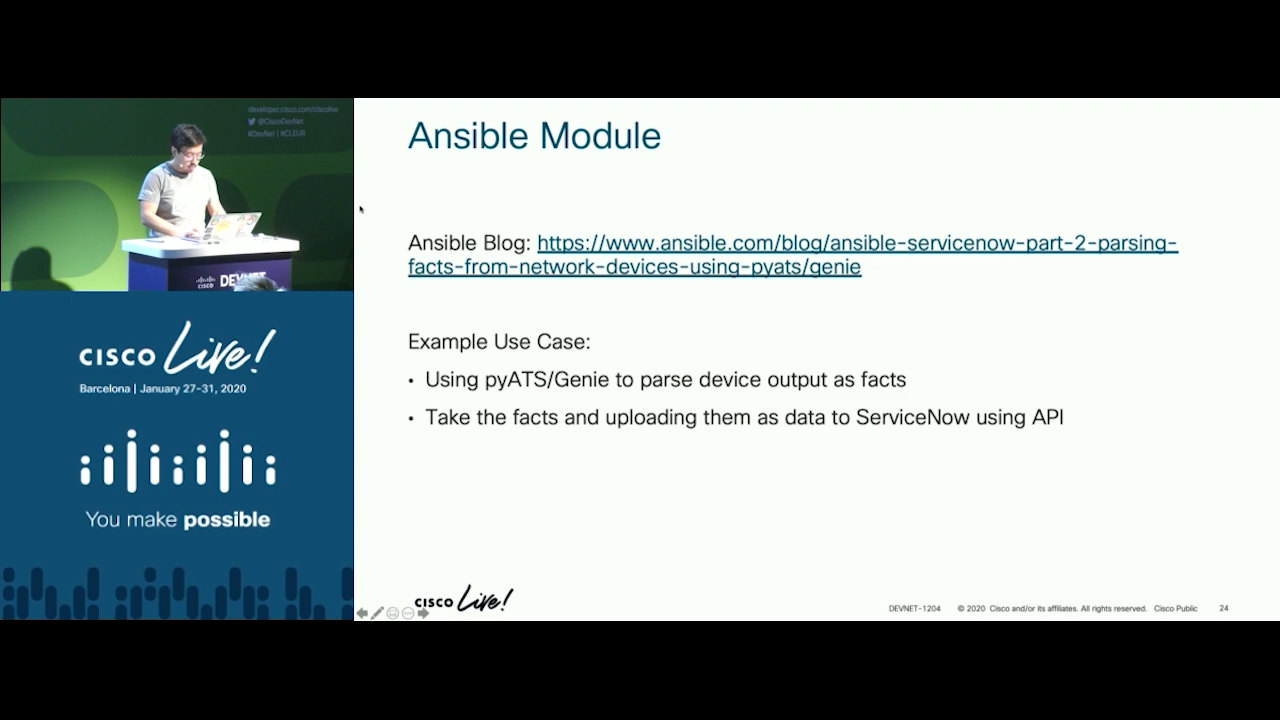 developer.cisco.com/ciscolive
@CiscoDevNet
#DevNet | #CLEUR
CISCO
DEVNET
CISCO Live!
Barcelona | January 27-31, 2020
You make possible
Ansible Module
Ansible Blog: https://www.ansible.com/blog/ansible-servicenow-part-2-parsing-
facts-from-network-devices-using-pyats/genie
Example Use Case:
• Using pyATS/Genie to parse device output as facts
• Take the facts and uploading them as data to ServiceNow using API
CISCO Live!
DEVNET-1204 © 2020 Cisco and/or its affiliates. All rights reserved. Cisco Public 24